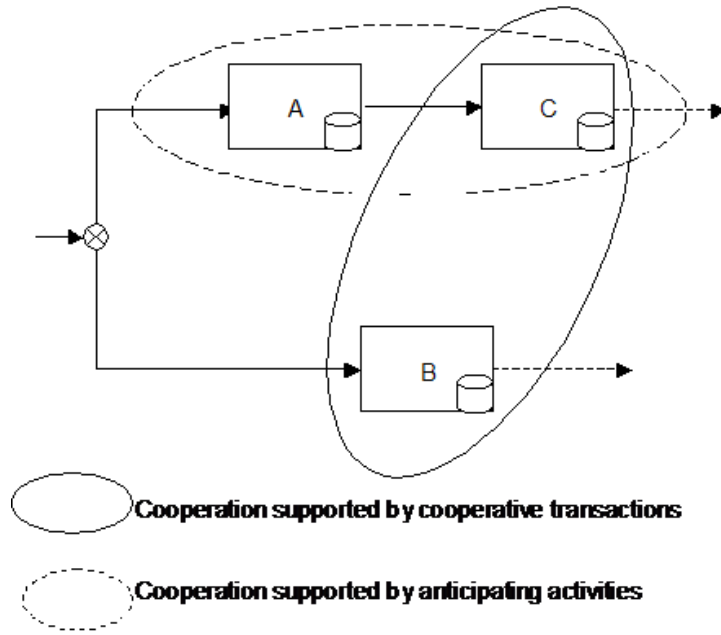 A
C
B
Cooperation supported by cooperative transactions
Cooperation supported by anticipating activities